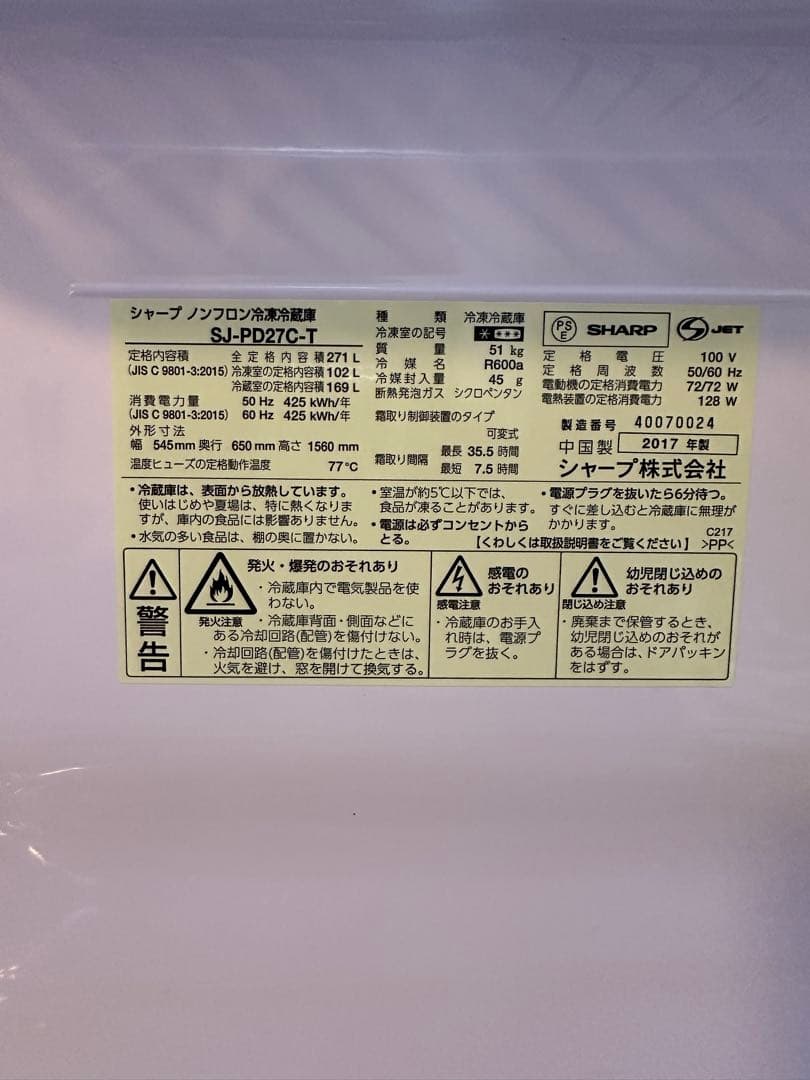 シャープ ノンフロン冷凍冷蔵庫
SJ-PD27C-T
定格内容積 全定格内容積 271 L
(JIS C 9801-3:2015) 冷凍室の定格内容積 102 L
冷蔵室の定格内容積 169 L
消費電力量 50 Hz 425 kWh/年
(JIS C 9801-3:2015) 60 Hz 425 kWh/年
外形寸法
幅 545mm 奥行 650mm 高さ 1560 mm
温度ヒューズの定格動作温度 77℃
種類 冷凍冷蔵庫
冷凍室の記号
質量 51 kg
冷媒名 R600a
冷媒封入量 45 g
断熱発泡ガス シクロペンタン
霜取り制御装置のタイプ
可変式
霜取り間隔 最長 35.5 時間
最短 7.5 時間
PS
E
SHARP
S JET
定格電圧 100 V
定格周波数 50/60 Hz
電動機の定格消費電力 72/72 W
電熱装置の定格消費電力 128 W
製造番号 40070024
中国製 2017 年製
シャープ株式会社
・冷蔵庫は、表面から放熱しています。
使いはじめや夏場は、特に熱くなりま
すが、庫内の食品には影響ありません。
・水気の多い食品は、棚の奥に置かない。
・室温が約5℃以下では、
食品が凍ることがあります。
・電源は必ずコンセントから
とる。
・電源プラグを抜いたら6分待つ。
すぐに差し込むと冷蔵庫に無理が
かかります。
C217
【くわしくは取扱説明書をご覧ください】 >PP<
警告
発火・爆発のおそれあり
発火注意
・冷蔵庫内で電気製品を使
わない。
・冷蔵庫背面・側面などに
ある冷却回路(配管)を傷付けない。
・冷却回路(配管)を傷付けたときは、
火気を避け、窓を開けて換気する。
感電の
おそれあり
感電注意
・冷蔵庫のお手入
れ時は、電源プ
ラグを抜く。
幼児閉じ込めの
おそれあり
閉じ込め注意
・廃棄まで保管するとき、
幼児閉じ込めのおそれが
ある場合は、ドアパッキン
をはずす。